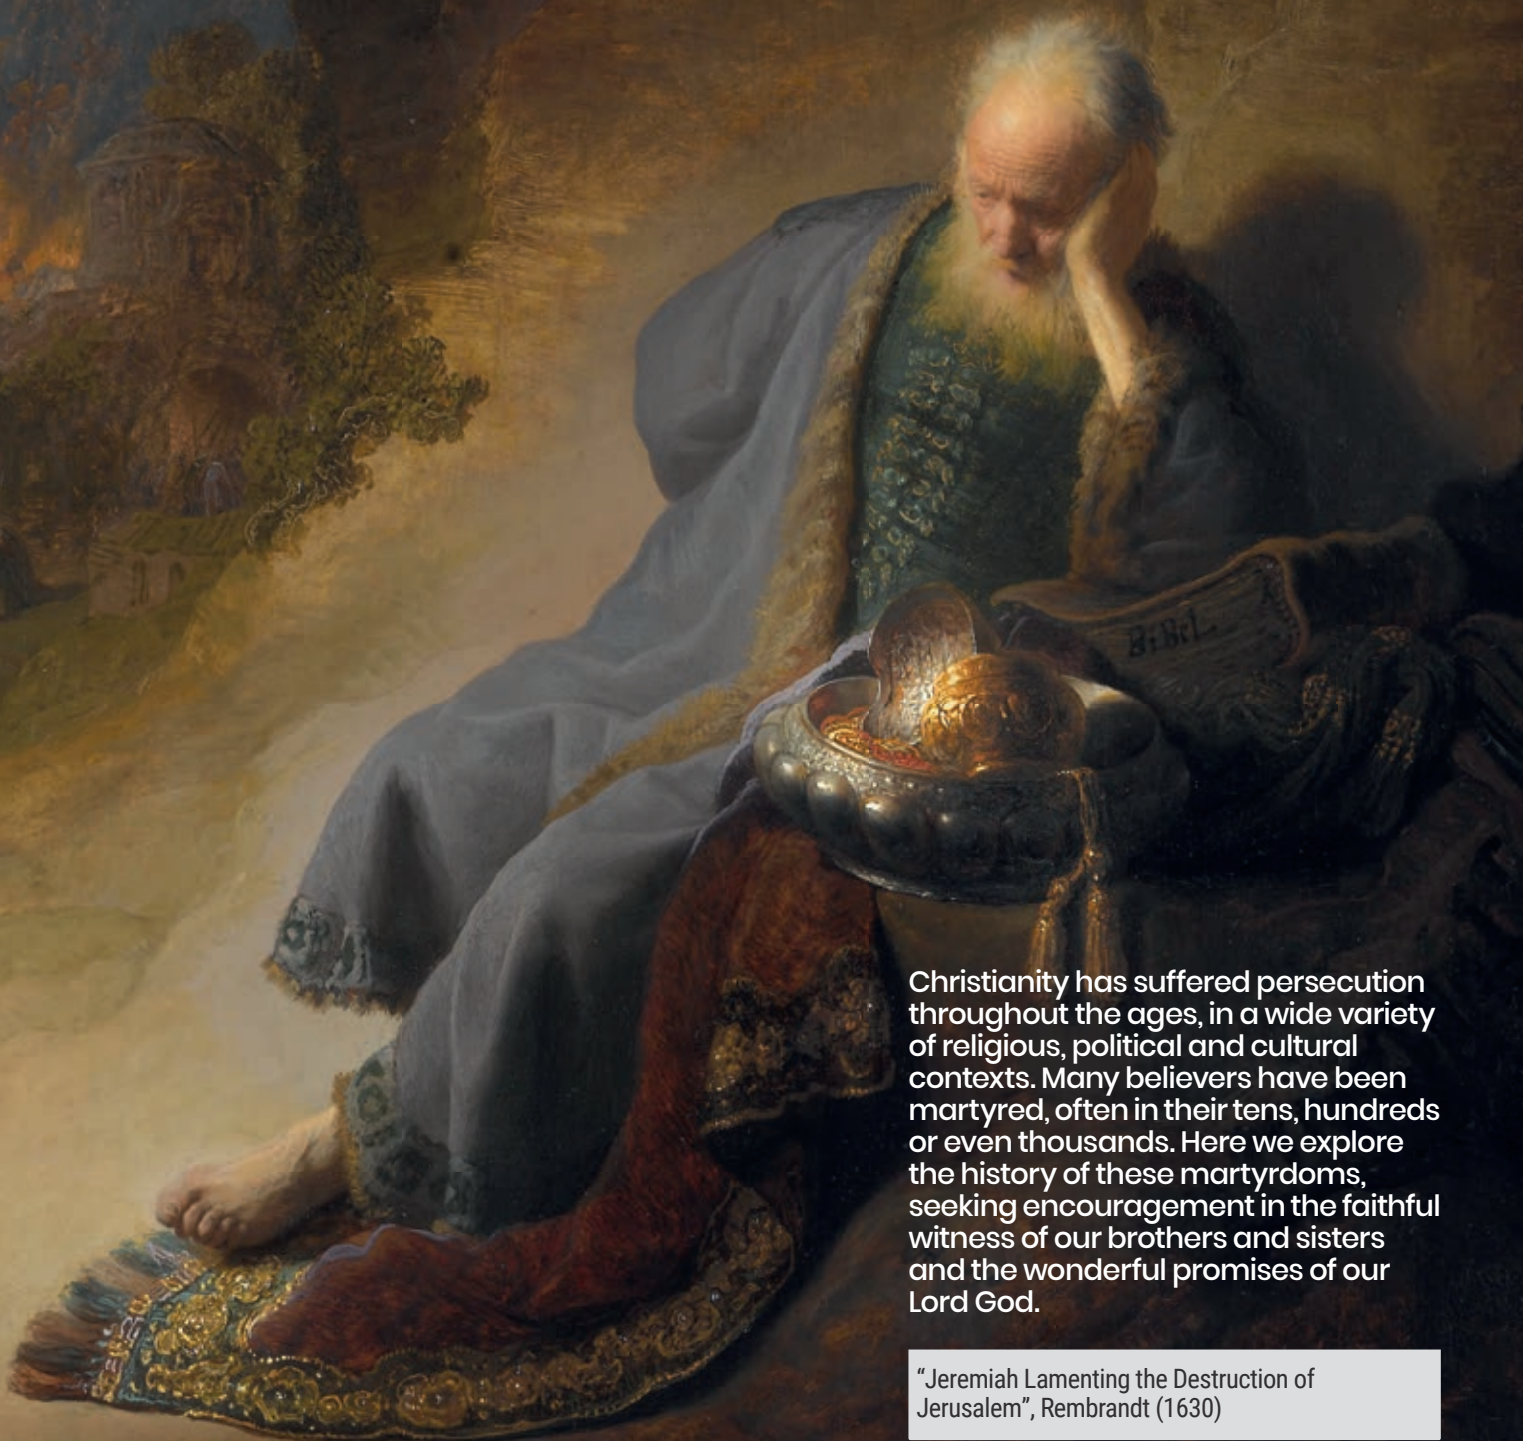 BiBel
Christianity has suffered persecution
throughout the ages, in a wide variety
of religious, political and cultural
contexts. Many believers have been
martyred, often in their tens, hundreds
or even thousands. Here we explore
the history of these martyrdoms,
seeking encouragement in the faithful
witness of our brothers and sisters
and the wonderful promises of our
Lord God.
“Jeremiah Lamenting the Destruction of
Jerusalem”, Rembrandt (1630)